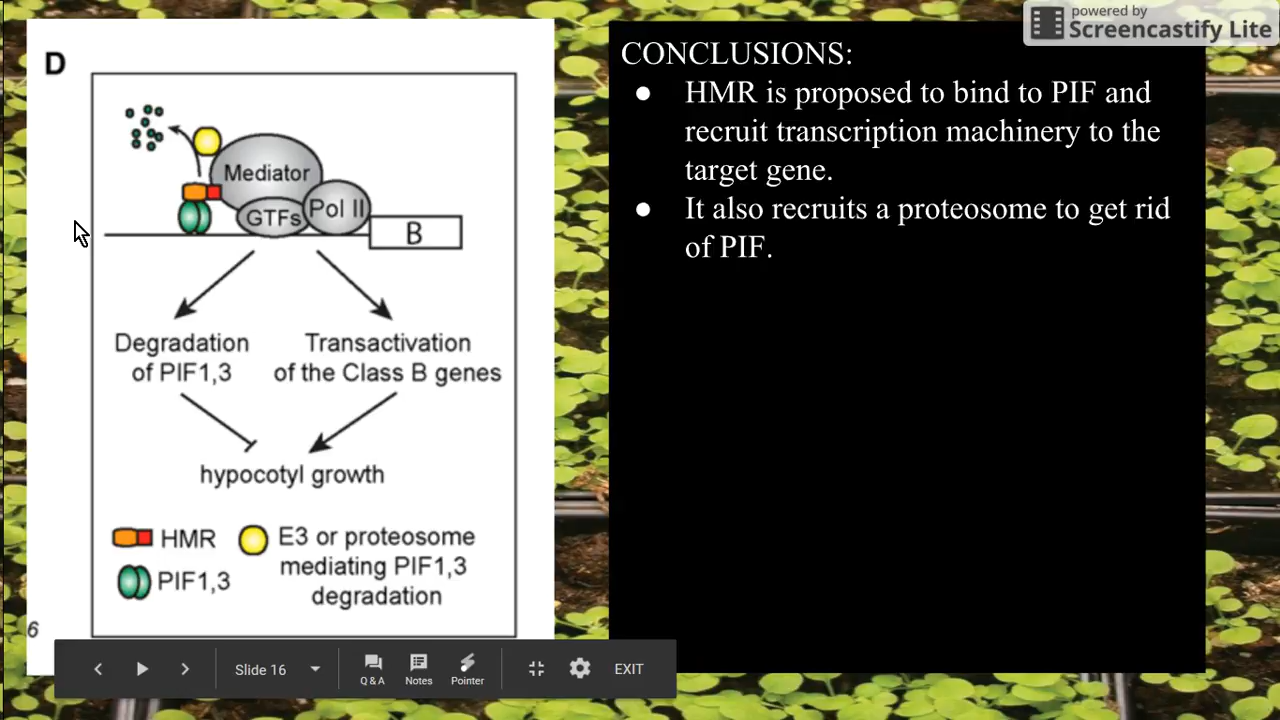 powered by
Screencastify Lite
D
Mediator
GTFs
Pol II
B
Degradation
of PIF1,3
Transactivation
of the Class B genes
hypocotyl growth
HMR
PIF1,3
E3 or proteosome
mediating PIF1,3
degradation
6
CONCLUSIONS:
● HMR is proposed to bind to PIF and
recruit transcription machinery to the
target gene.
● It also recruits a proteosome to get rid
of PIF.
Slide 16
Q & A
Notes
Pointer
EXIT